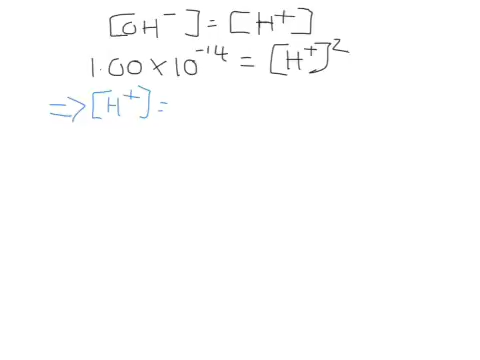 [OH⁻] = [H⁺]
1.00 × 10⁻¹⁴ = [H⁺]²
⇒ [H⁺] =